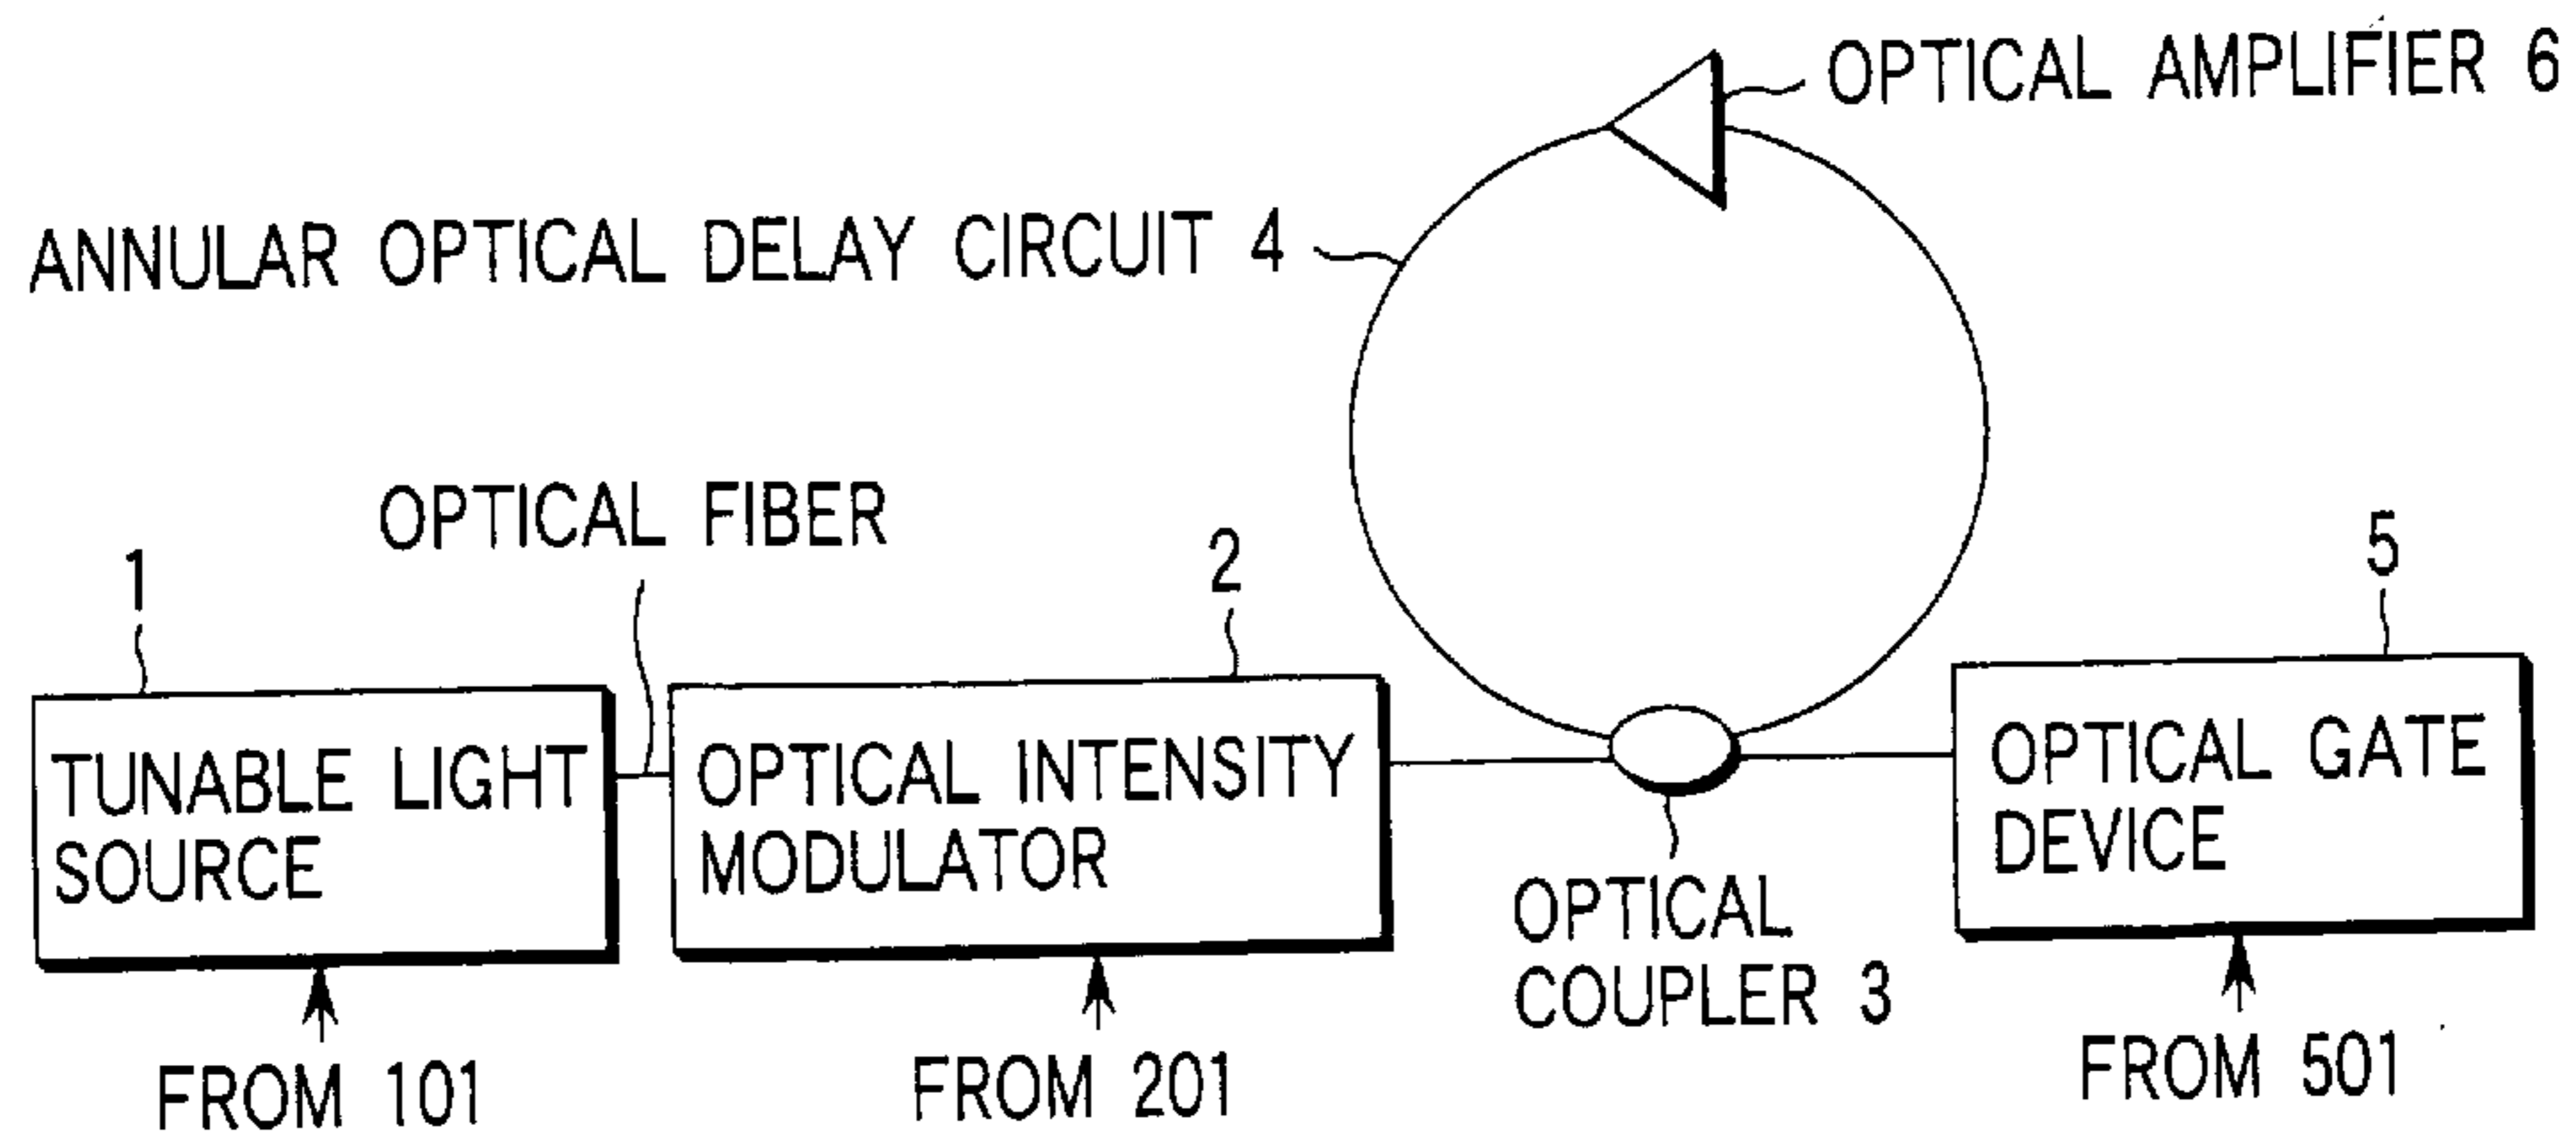 OPTICAL AMPLIFIER 6
ANNULAR OPTICAL DELAY CIRCUIT 4
OPTICAL FIBER
1
2
5
TUNABLE LIGHT
SOURCE
OPTICAL INTENSITY
MODULATOR
OPTICAL GATE
DEVICE
OPTICAL
COUPLER 3
FROM 101
FROM 201
FROM 501